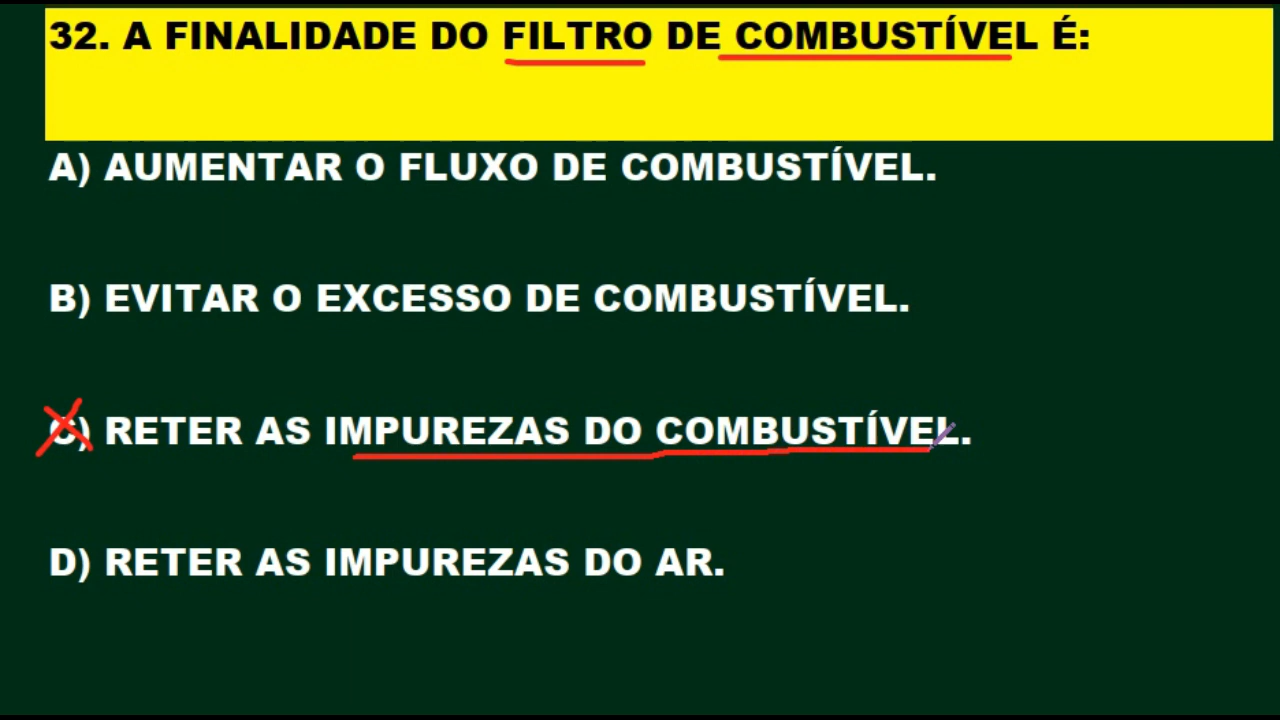 32. A FINALIDADE DO FILTRO DE COMBUSTÍVEL É:
A) AUMENTAR O FLUXO DE COMBUSTÍVEL.
B) EVITAR O EXCESSO DE COMBUSTÍVEL.
C) RETER AS IMPUREZAS DO COMBUSTÍVEL.
D) RETER AS IMPUREZAS DO AR.